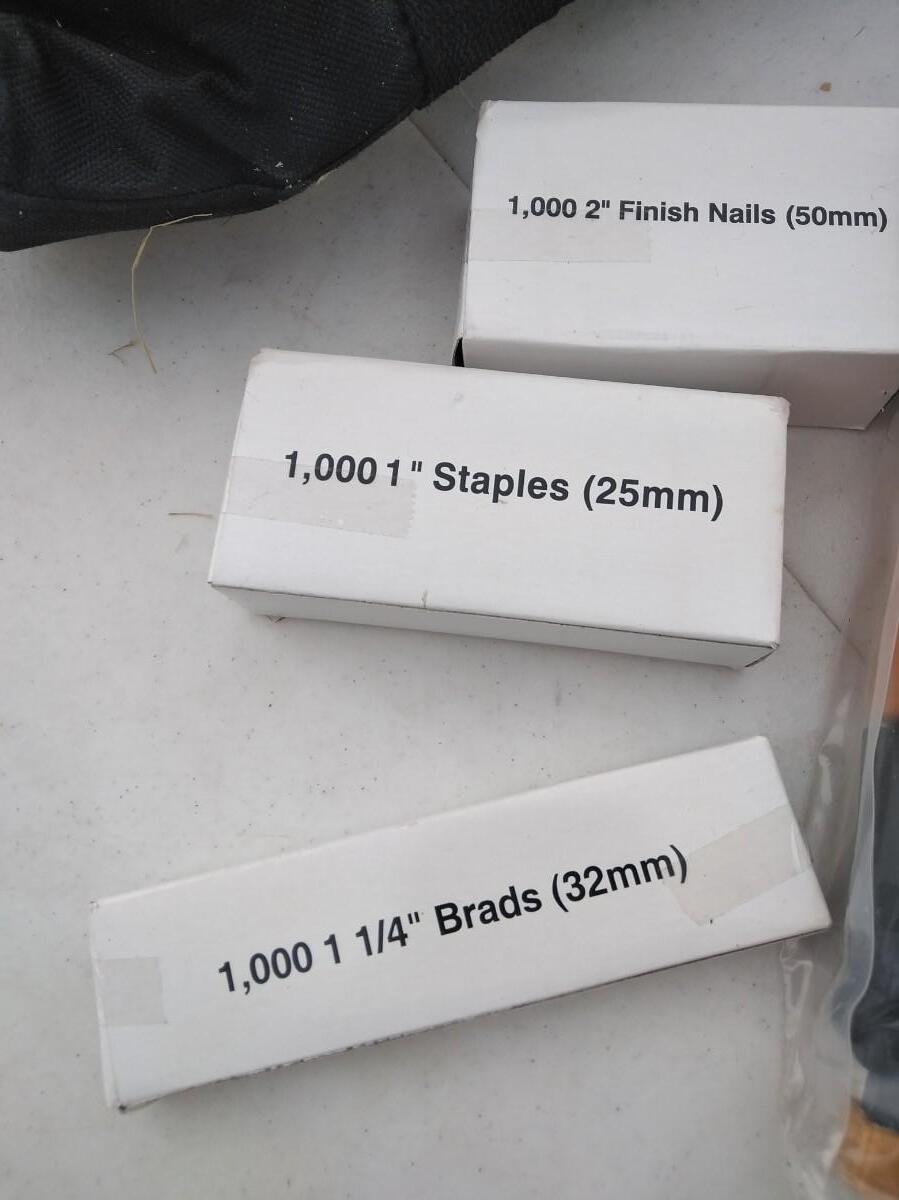 1,000 2" Finish Nails (50mm)
1,000 1" Staples (25mm)
1,000 1 1/4" Brads (32mm)